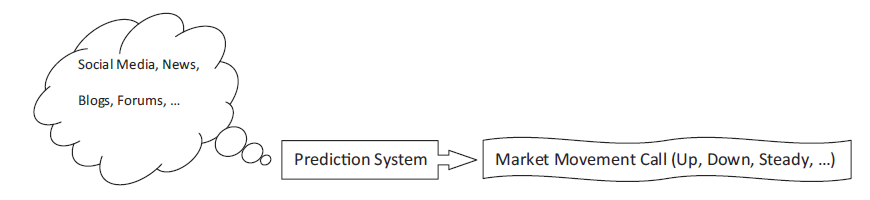 Social Media, News,
Blogs, Forums, ...
Prediction System
Market Movement Call (Up, Down, Steady, ...)